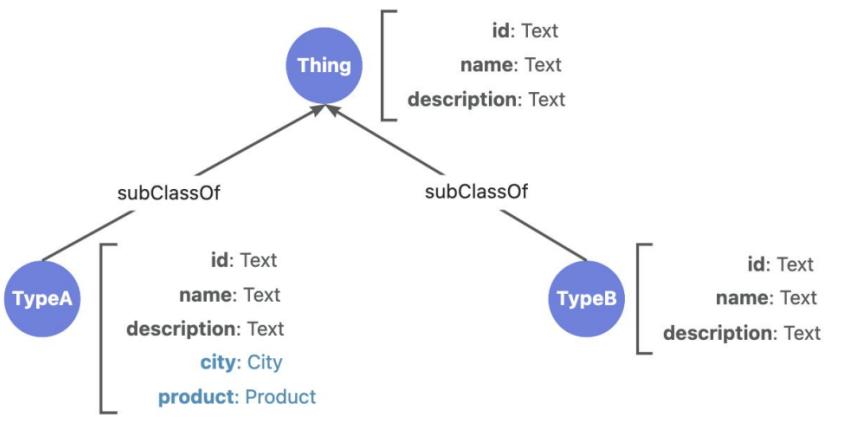 Thing
id: Text
name: Text
description: Text
subClassOf
subClassOf
TypeA
id: Text
name: Text
description: Text
city: City
product: Product
TypeB
id: Text
name: Text
description: Text